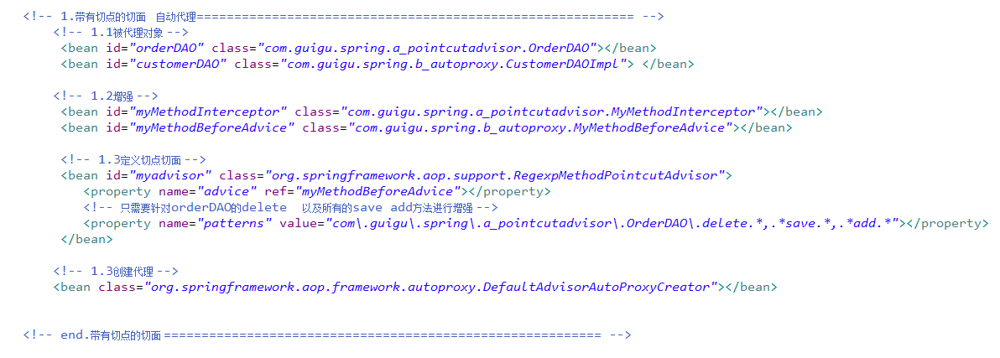 <!-- 1.带有切点的切面  自动代理========================================================== -->
<!-- 1.1被代理对象 -->
<bean id="orderDAO" class="com.guigu.spring.a_pointcutadvisor.OrderDAO"></bean>
<bean id="customerDAO" class="com.guigu.spring.b_autoproxy.CustomerDAOImpl"> </bean>
<!-- 1.2增强 -->
<bean id="myMethodInterceptor" class="com.guigu.spring.a_pointcutadvisor.MyMethodInterceptor"></bean>
<bean id="myMethodBeforeAdvice" class="com.guigu.spring.b_autoproxy.MyMethodBeforeAdvice"></bean>
<!-- 1.3定义切点切面 -->
<bean id="myadvisor" class="org.springframework.aop.support.RegexpMethodPointcutAdvisor">
<property name="advice" ref="myMethodBeforeAdvice"></property>
<!-- 只需要针对orderDAO的delete  以及所有的save add方法进行增强 -->
<property name="patterns" value="com\.guigu\.spring\.a_pointcutadvisor\.OrderDAO\.delete.*,.*save.*,.*add.*"></property>
</bean>
<!-- 1.3创建代理 -->
<bean class="org.springframework.aop.framework.autoproxy.DefaultAdvisorAutoProxyCreator"></bean>
<!-- end.带有切点的切面 ========================================================== -->